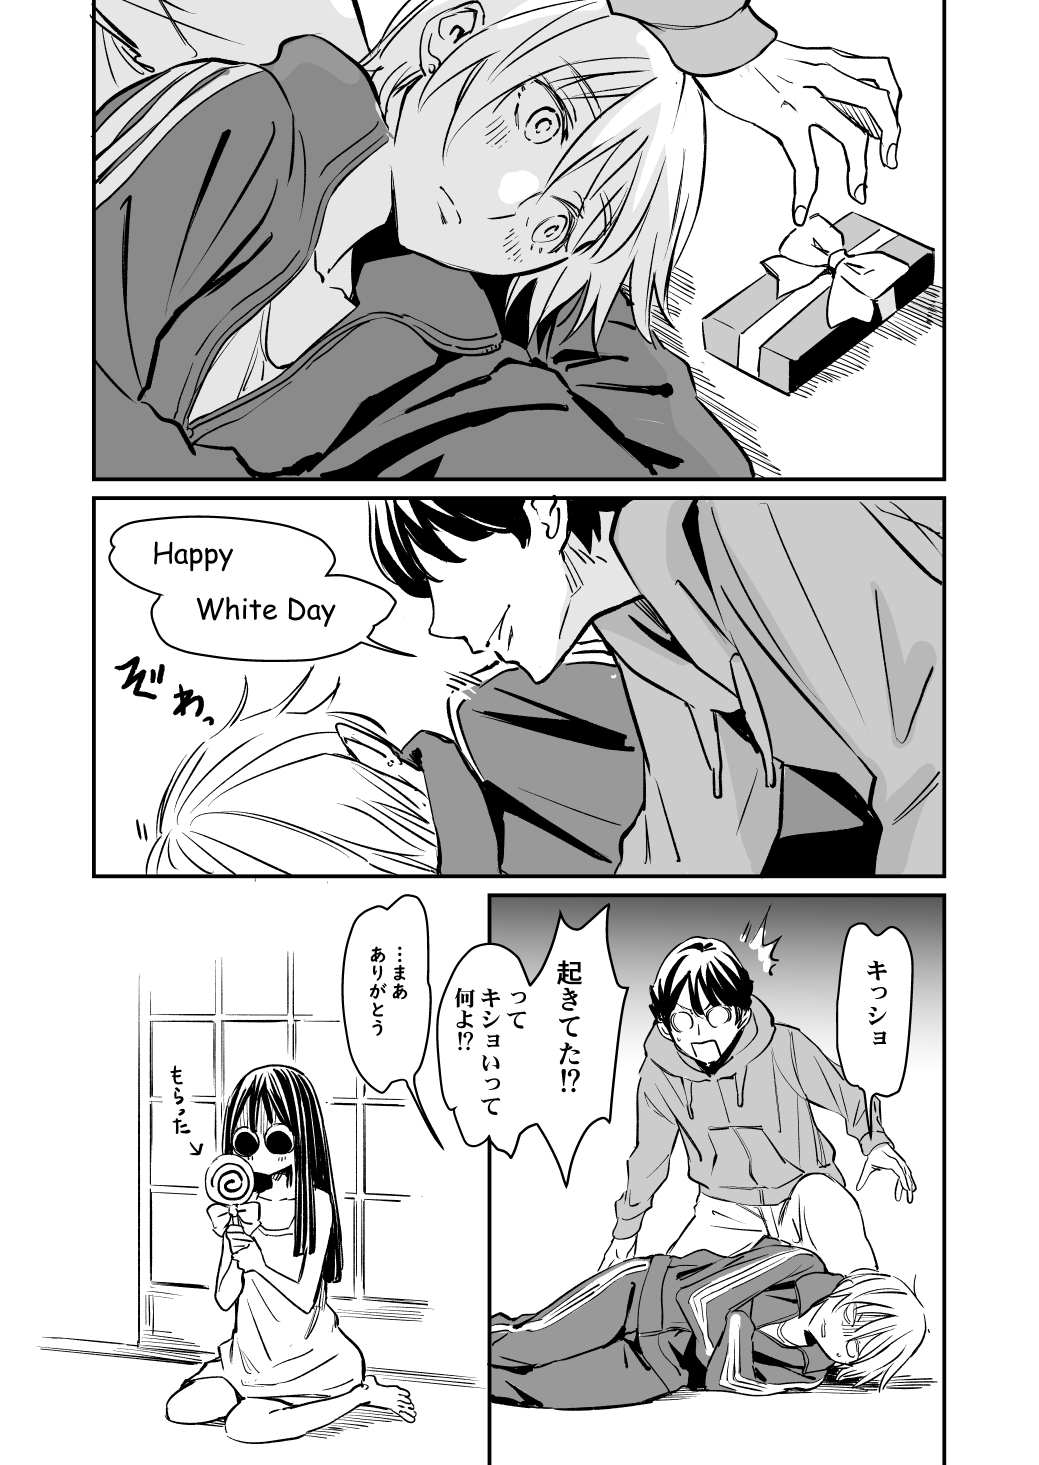 Happy
White Day
ぞわっ
キっショ
起きてた!?
って
キショいって
何よ!?
…まあ
ありがとう
もらった